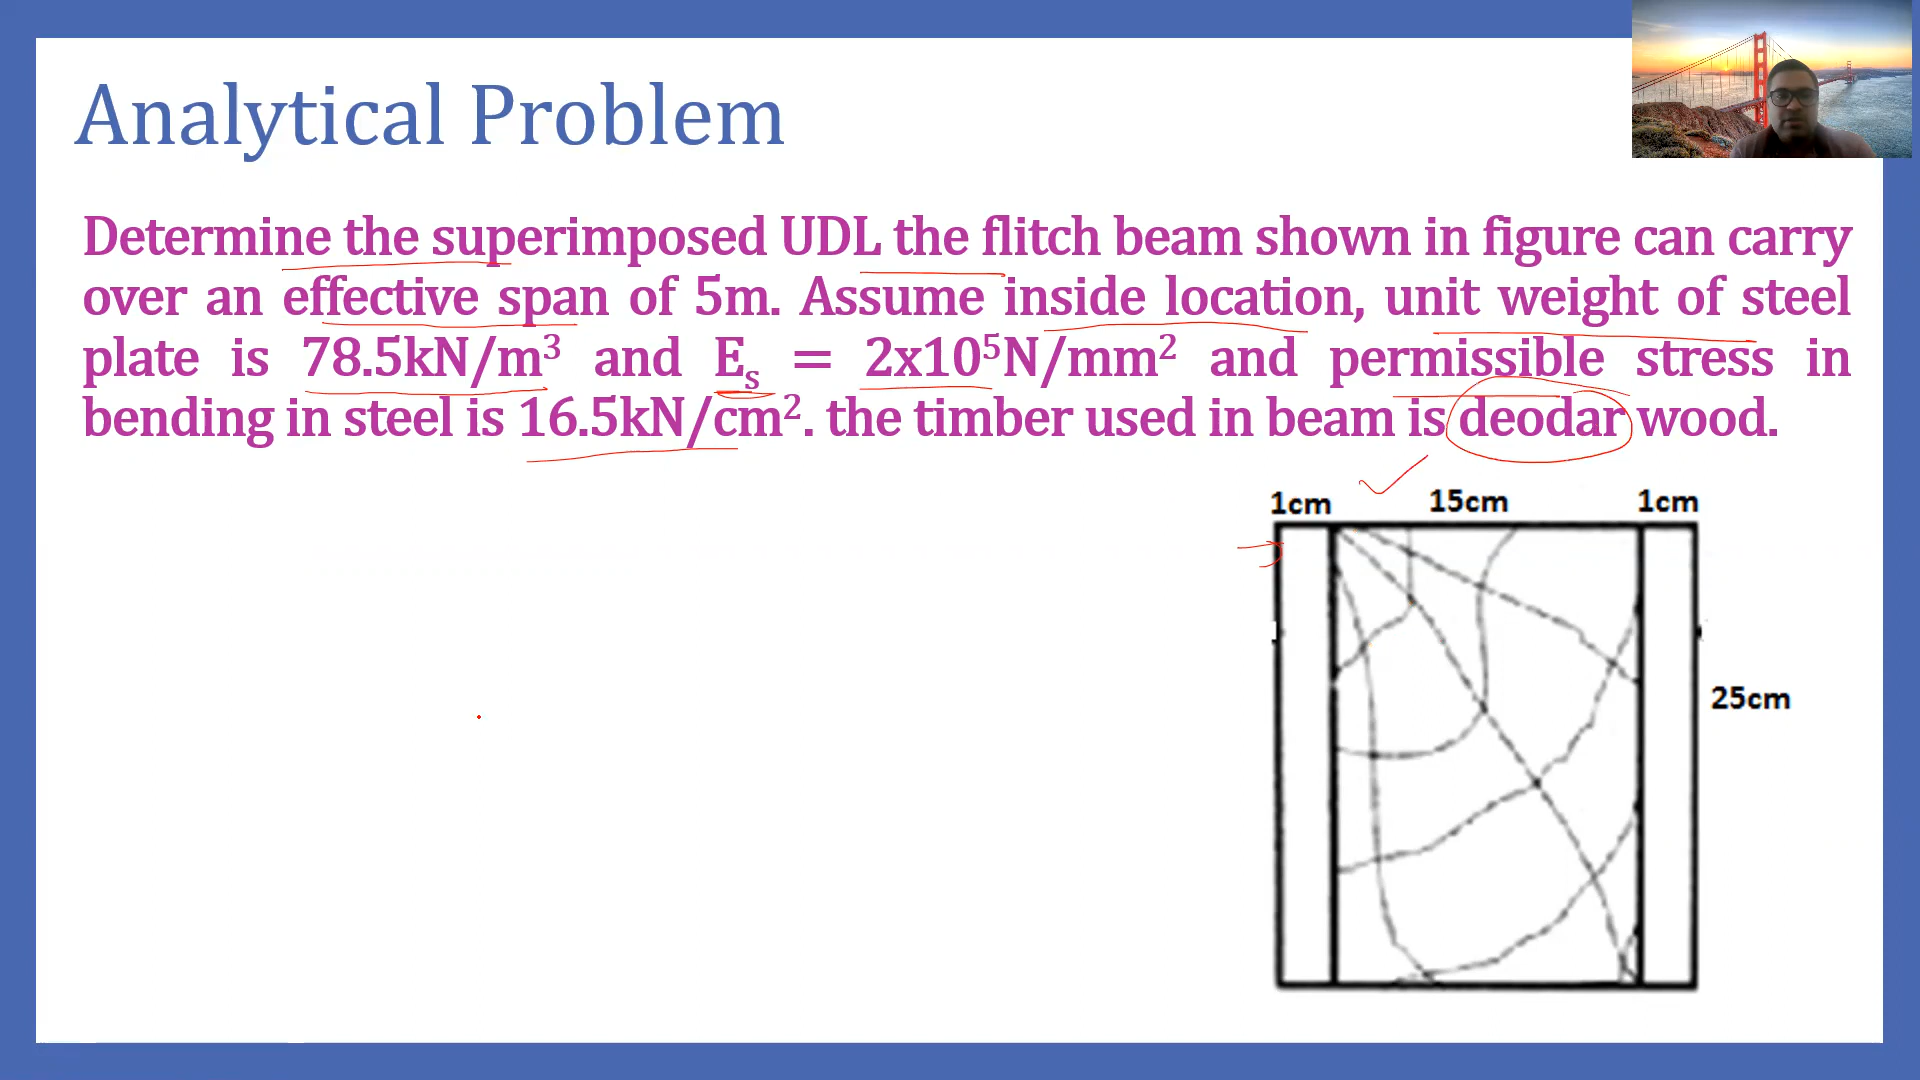 Analytical Problem
Determine the superimposed UDL the flitch beam shown in figure can carry
over an effective span of 5m. Assume inside location, unit weight of steel
plate is 78.5kN/m³ and Eₛ = 2x10⁵N/mm² and permissible stress in
bending in steel is 16.5kN/cm². the timber used in beam is deodar wood.
1cm 15cm 1cm
25cm